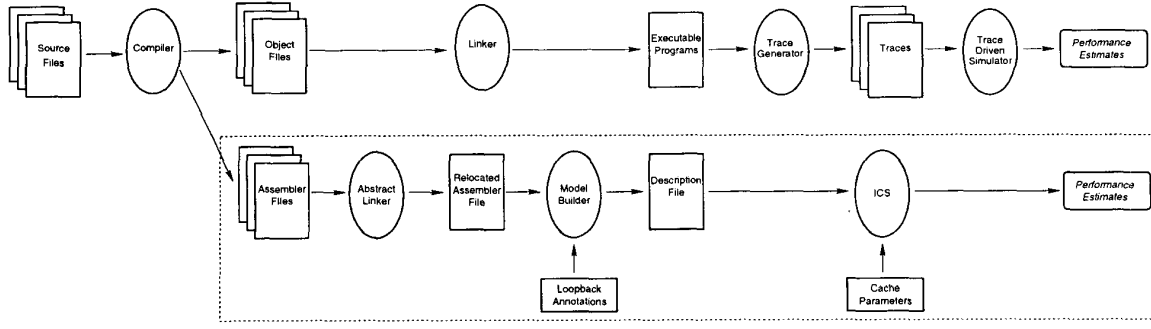 Source
Files
Compiler
Object
Files
Linker
Executable
Programs
Trace
Generator
Traces
Trace
Driven
Simulator
Performance
Estimates
Assembler
Files
Abstract
Linker
Relocated
Assembler
File
Model
Builder
Description
File
ICS
Performance
Estimates
Loopback
Annotations
Cache
Parameters